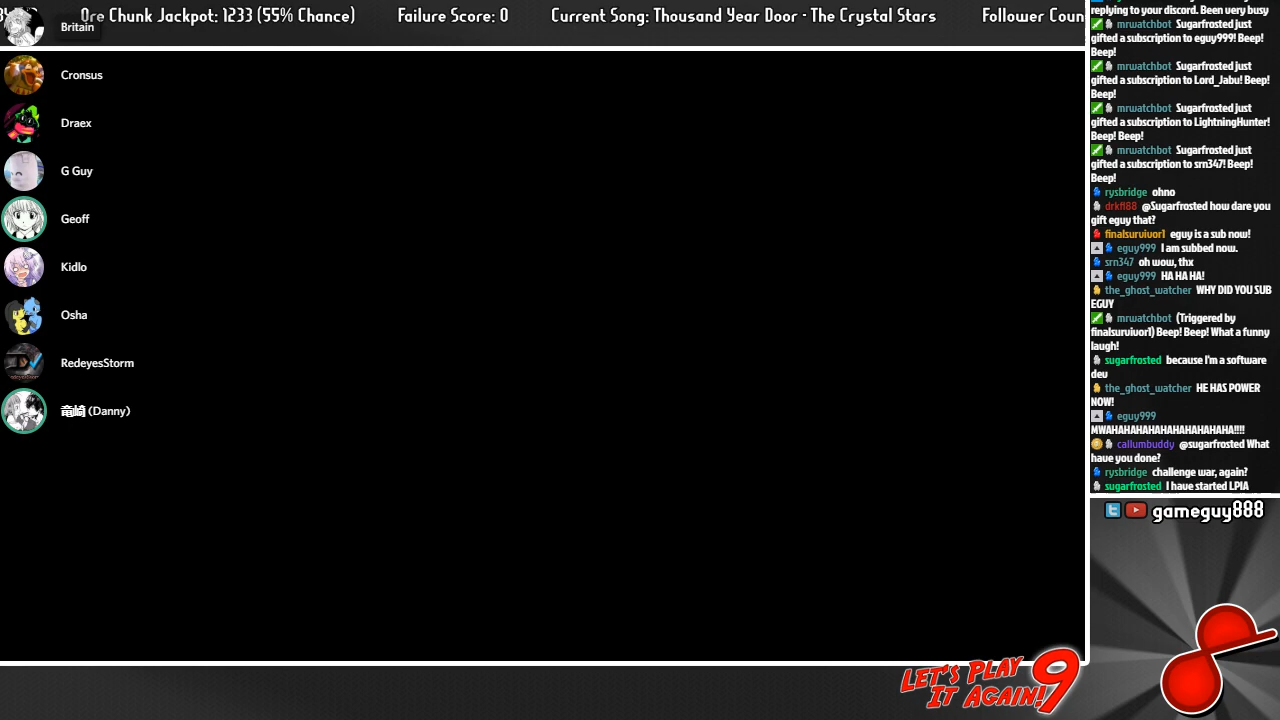 Ore Chunk Jackpot: 1233 (55% Chance) Failure Score: 0 Current Song: Thousand Year Door - The Crystal Stars Follower Coun
Britain
Cronsus
Draex
G Guy
Geoff
Kidlo
Osha
RedeyesStorm
竜崎 (Danny)
replying to your discord. Been very busy
mrwatchbot Sugarfrosted just
gifted a subscription to eguy999! Beep!
Beep!
mrwatchbot Sugarfrosted just
gifted a subscription to Lord_Jabu! Beep!
Beep!
mrwatchbot Sugarfrosted just
gifted a subscription to LightningHunter!
Beep! Beep!
mrwatchbot Sugarfrosted just
gifted a subscription to srn347! Beep!
Beep!
rysbridge ohno
drkfl88 @Sugarfrosted how dare you
gift eguy that?
finalsurvivor1 eguy is a sub now!
eguy999 I am subbed now.
srn347 oh wow, thx
eguy999 HA HA HA!
the_ghost_watcher WHY DID YOU SUB
EGUY
mrwatchbot (Triggered by
finalsurvivor1) Beep! Beep! What a funny
laugh!
sugarfrosted because I'm a software
dev
the_ghost_watcher HE HAS POWER
NOW!
eguy999
MWAHAHAHAHAHAHAHAHAHA!!!!
callumbuddy @sugarfrosted What
have you done?
rysbridge challenge war, again?
sugarfrosted I have started LPIA
gameguy888
LET'S PLAY
IT AGAIN! 9